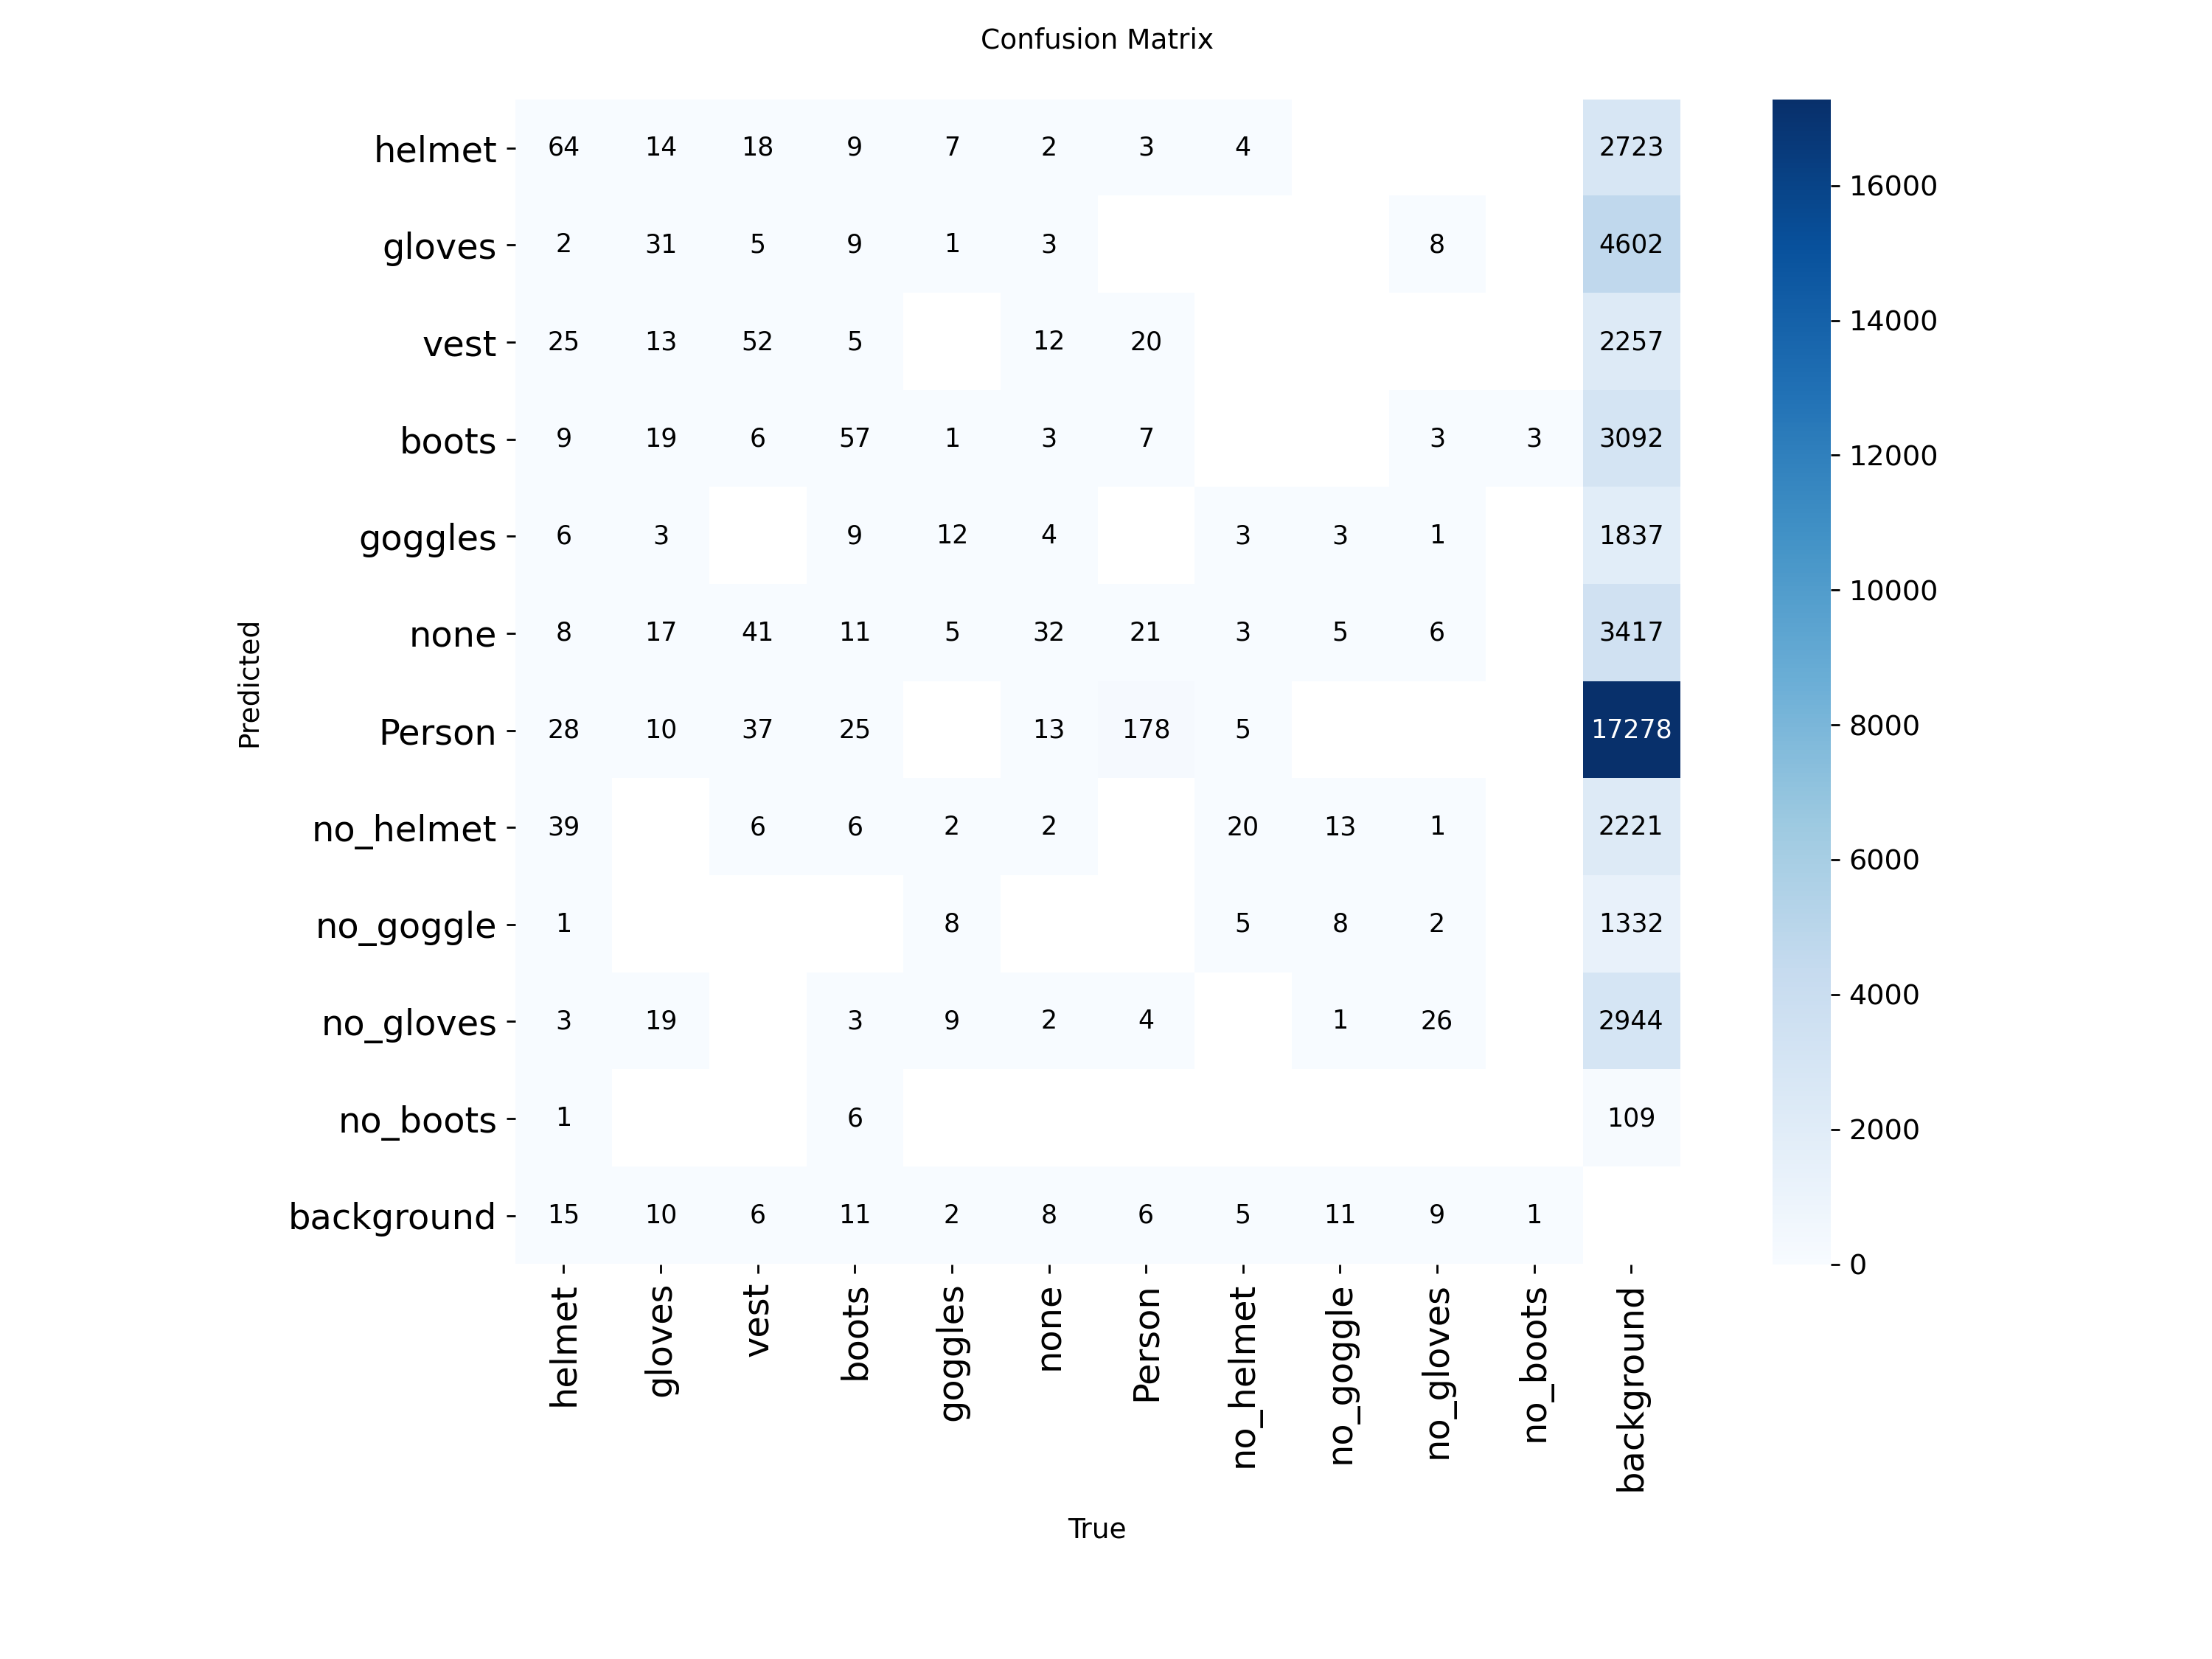 Confusion Matrix
helmet 64 14 18 9 7 2 3 4 2723
gloves 2 31 5 9 1 3 8 4602
vest 25 13 52 5 12 20 2257
boots 9 19 6 57 1 3 7 3 3 3092
goggles 6 3 9 12 4 3 3 1 1837
none 8 17 41 11 5 32 21 3 5 6 3417
Person 28 10 37 25 13 178 5 17278
no_helmet 39 6 6 2 2 20 13 1 2221
no_goggle 1 8 5 8 2 1332
no_gloves 3 19 3 9 2 4 1 26 2944
no_boots 1 6 109
background 15 10 6 11 2 8 6 5 11 9 1
helmet gloves vest boots goggles none Person no_helmet no_goggle no_gloves no_boots background
True
Predicted
16000
14000
12000
10000
8000
6000
4000
2000
0